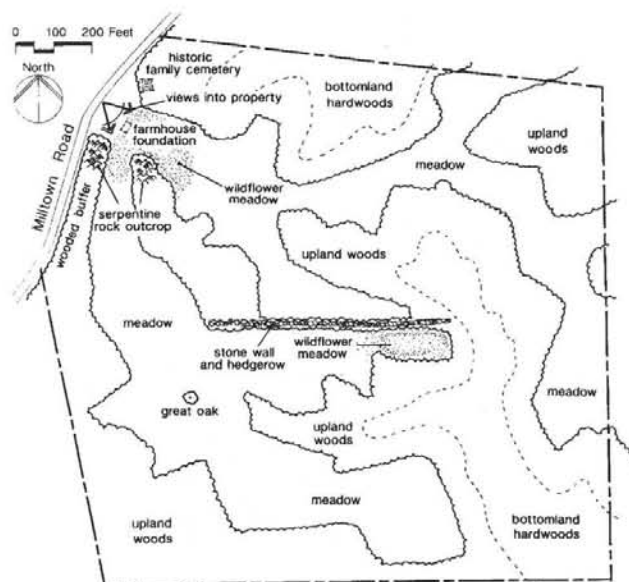 0 100 200 Feet
North
historic
family cemetery
views into property
farmhouse
foundation
bottomland
hardwoods
upland
woods
meadow
wildflower
meadow
Milltown Road
wooded buffer
serpentine
rock outcrop
upland woods
meadow
stone wall
and hedgerow
wildflower
meadow
great oak
meadow
upland
woods
meadow
upland
woods
bottomland
hardwoods